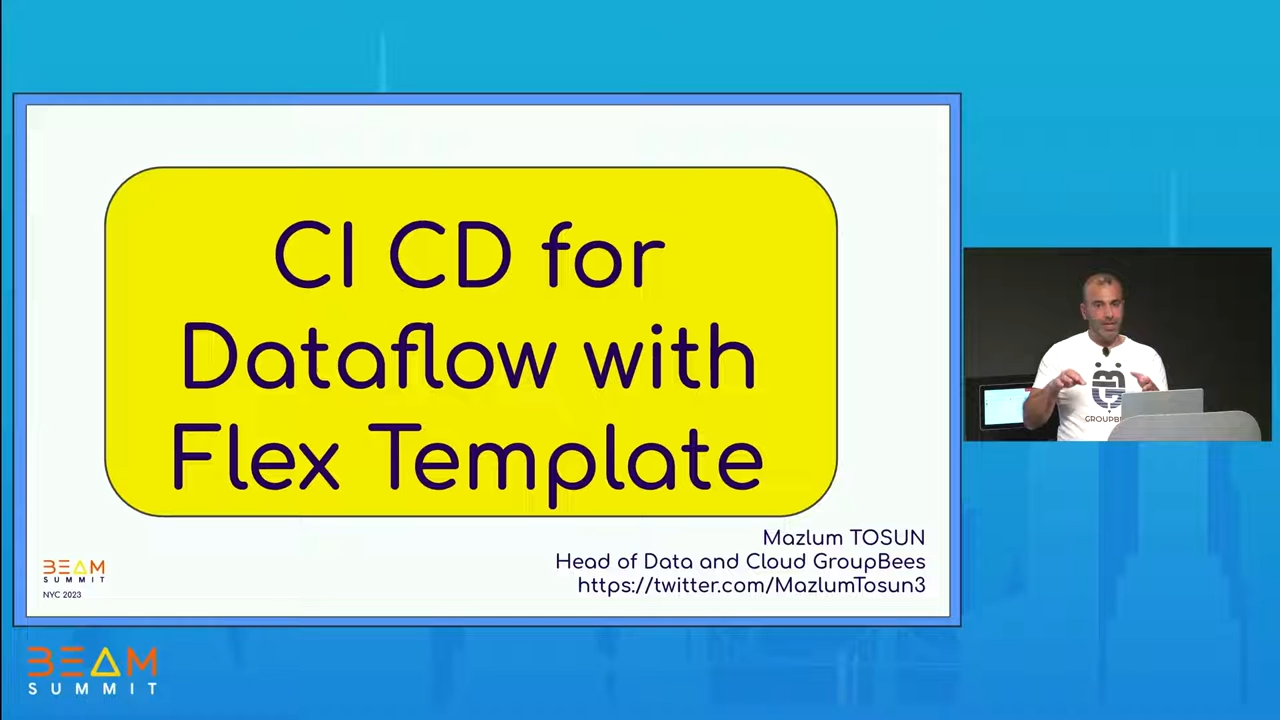 CI CD for
Dataflow with
Flex Template
Mazlum TOSUN
Head of Data and Cloud GroupBees
https://twitter.com/MazlumTosun3
BEAM
SUMMIT
NYC 2023
BEAM
SUMMIT